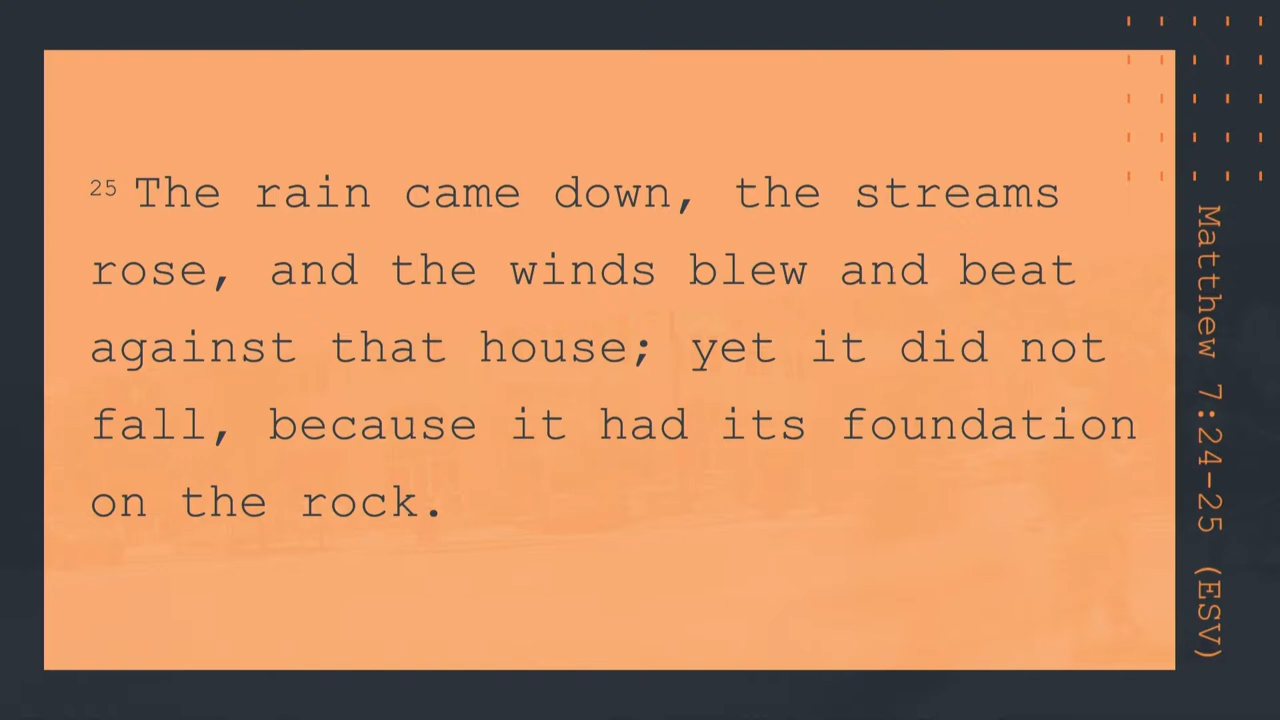 25 The rain came down, the streams
rose, and the winds blew and beat
against that house; yet it did not
fall, because it had its foundation
on the rock.
Matthew 7:24-25 (ESV)